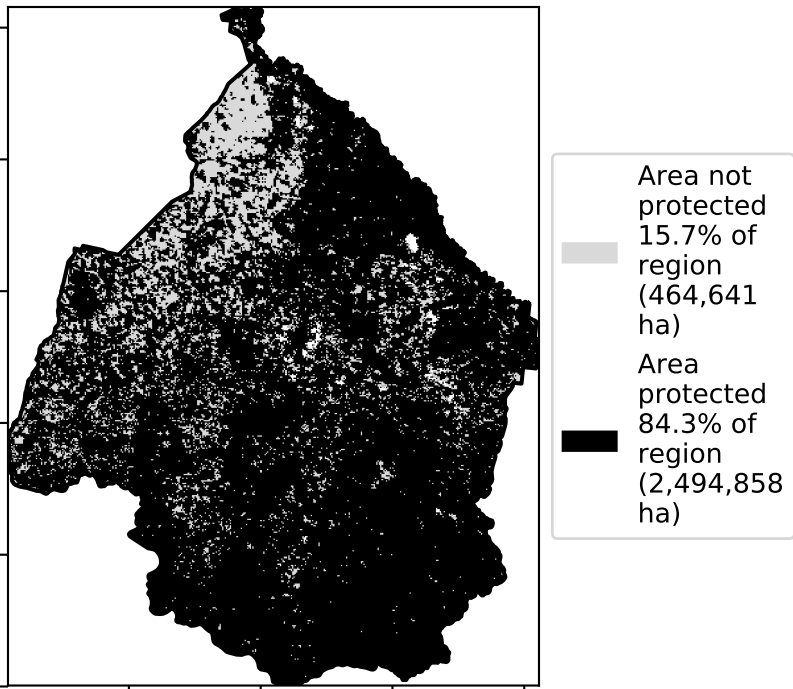 Area not
protected
15.7% of
region
(464,641
ha)
Area
protected
84.3% of
region
(2,494,858
ha)